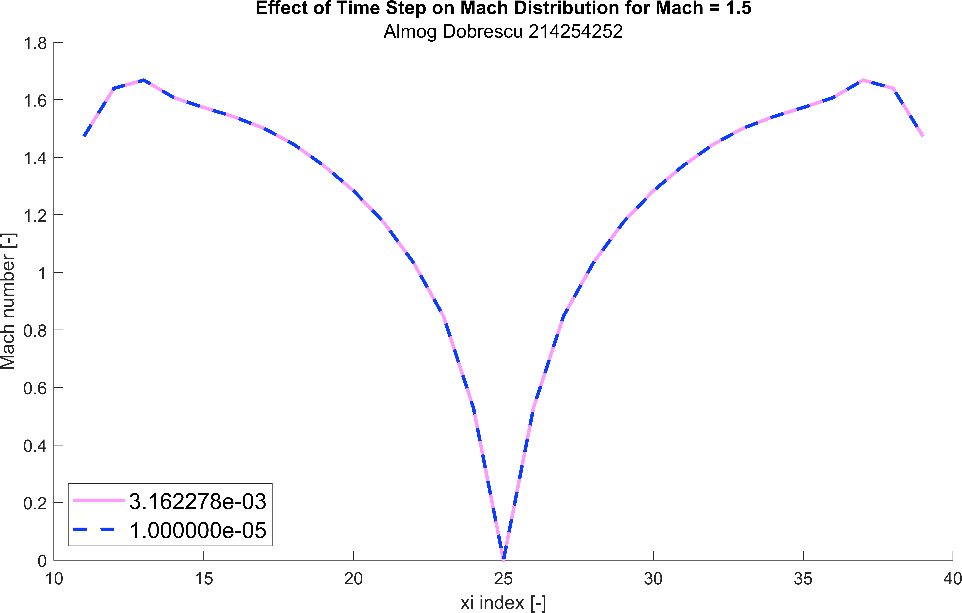 Effect of Time Step on Mach Distribution for Mach = 1.5
Almog Dobrescu 214254252
1.8
1.6
1.4
1.2
1
0.8
0.6
0.4
0.2
0
Mach number [-]
3.162278e-03
1.000000e-05
10 15 20 25 30 35 40
xi index [-]